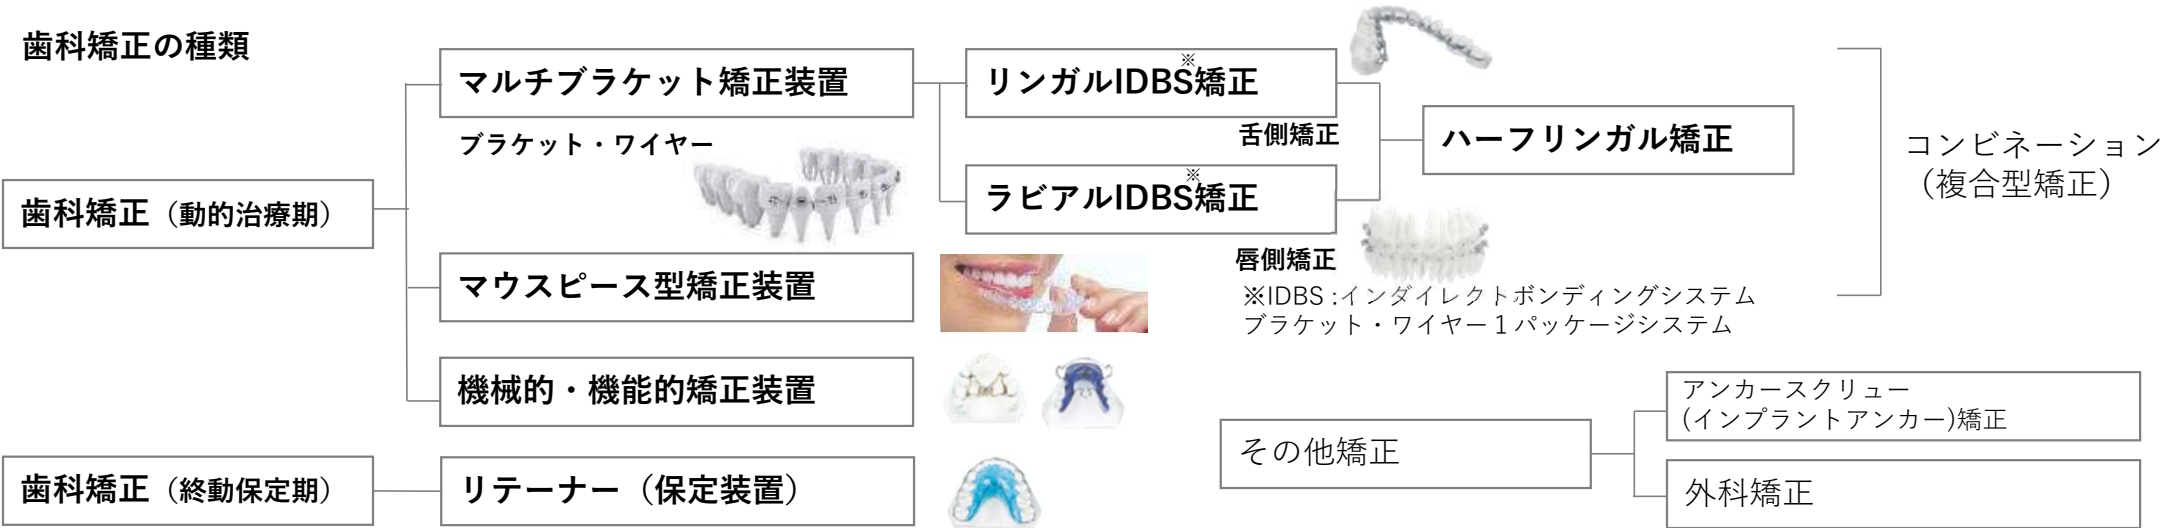 歯科矯正の種類
マルチブラケット矯正装置
ブラケット・ワイヤー
リンガルIDBS※矯正
舌側矯正
ラビアルIDBS※矯正
唇側矯正
ハーフリンガル矯正
コンビネーション
（複合型矯正）
歯科矯正（動的治療期）
マウスピース型矯正装置
※IDBS:インダイレクトボンディングシステム
ブラケット・ワイヤー１パッケージシステム
機械的・機能的矯正装置
歯科矯正（終動保定期）
リテーナー（保定装置）
その他矯正
アンカースクリュー
(インプラントアンカー)矯正
外科矯正